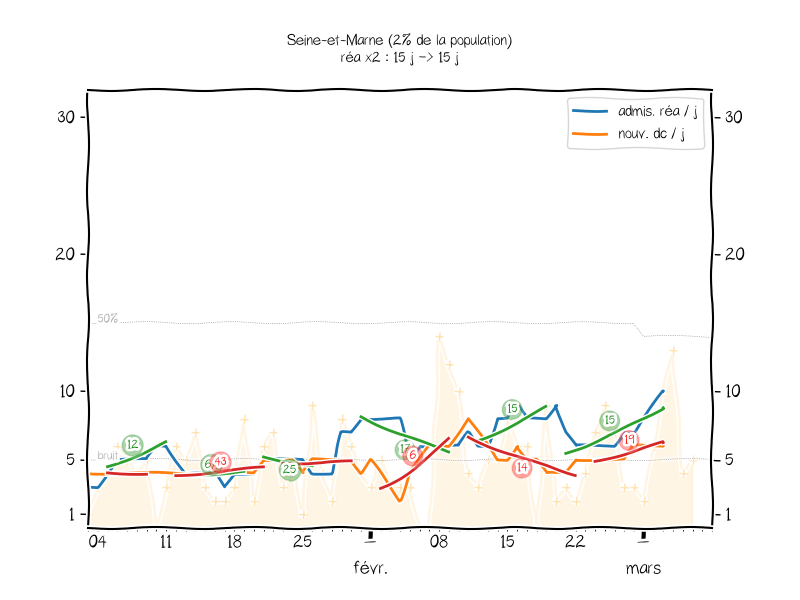 Seine-et-Marne (2% de la population)
réa x2 : 15 j -> 15 j
admis. réa / j
nouv. dc / j
30 30
20 20
50%
10 10
15
15
12
19
bruit
43
6
14
5 5
25
1 1
04 11 18 25 08 15 22
févr. mars